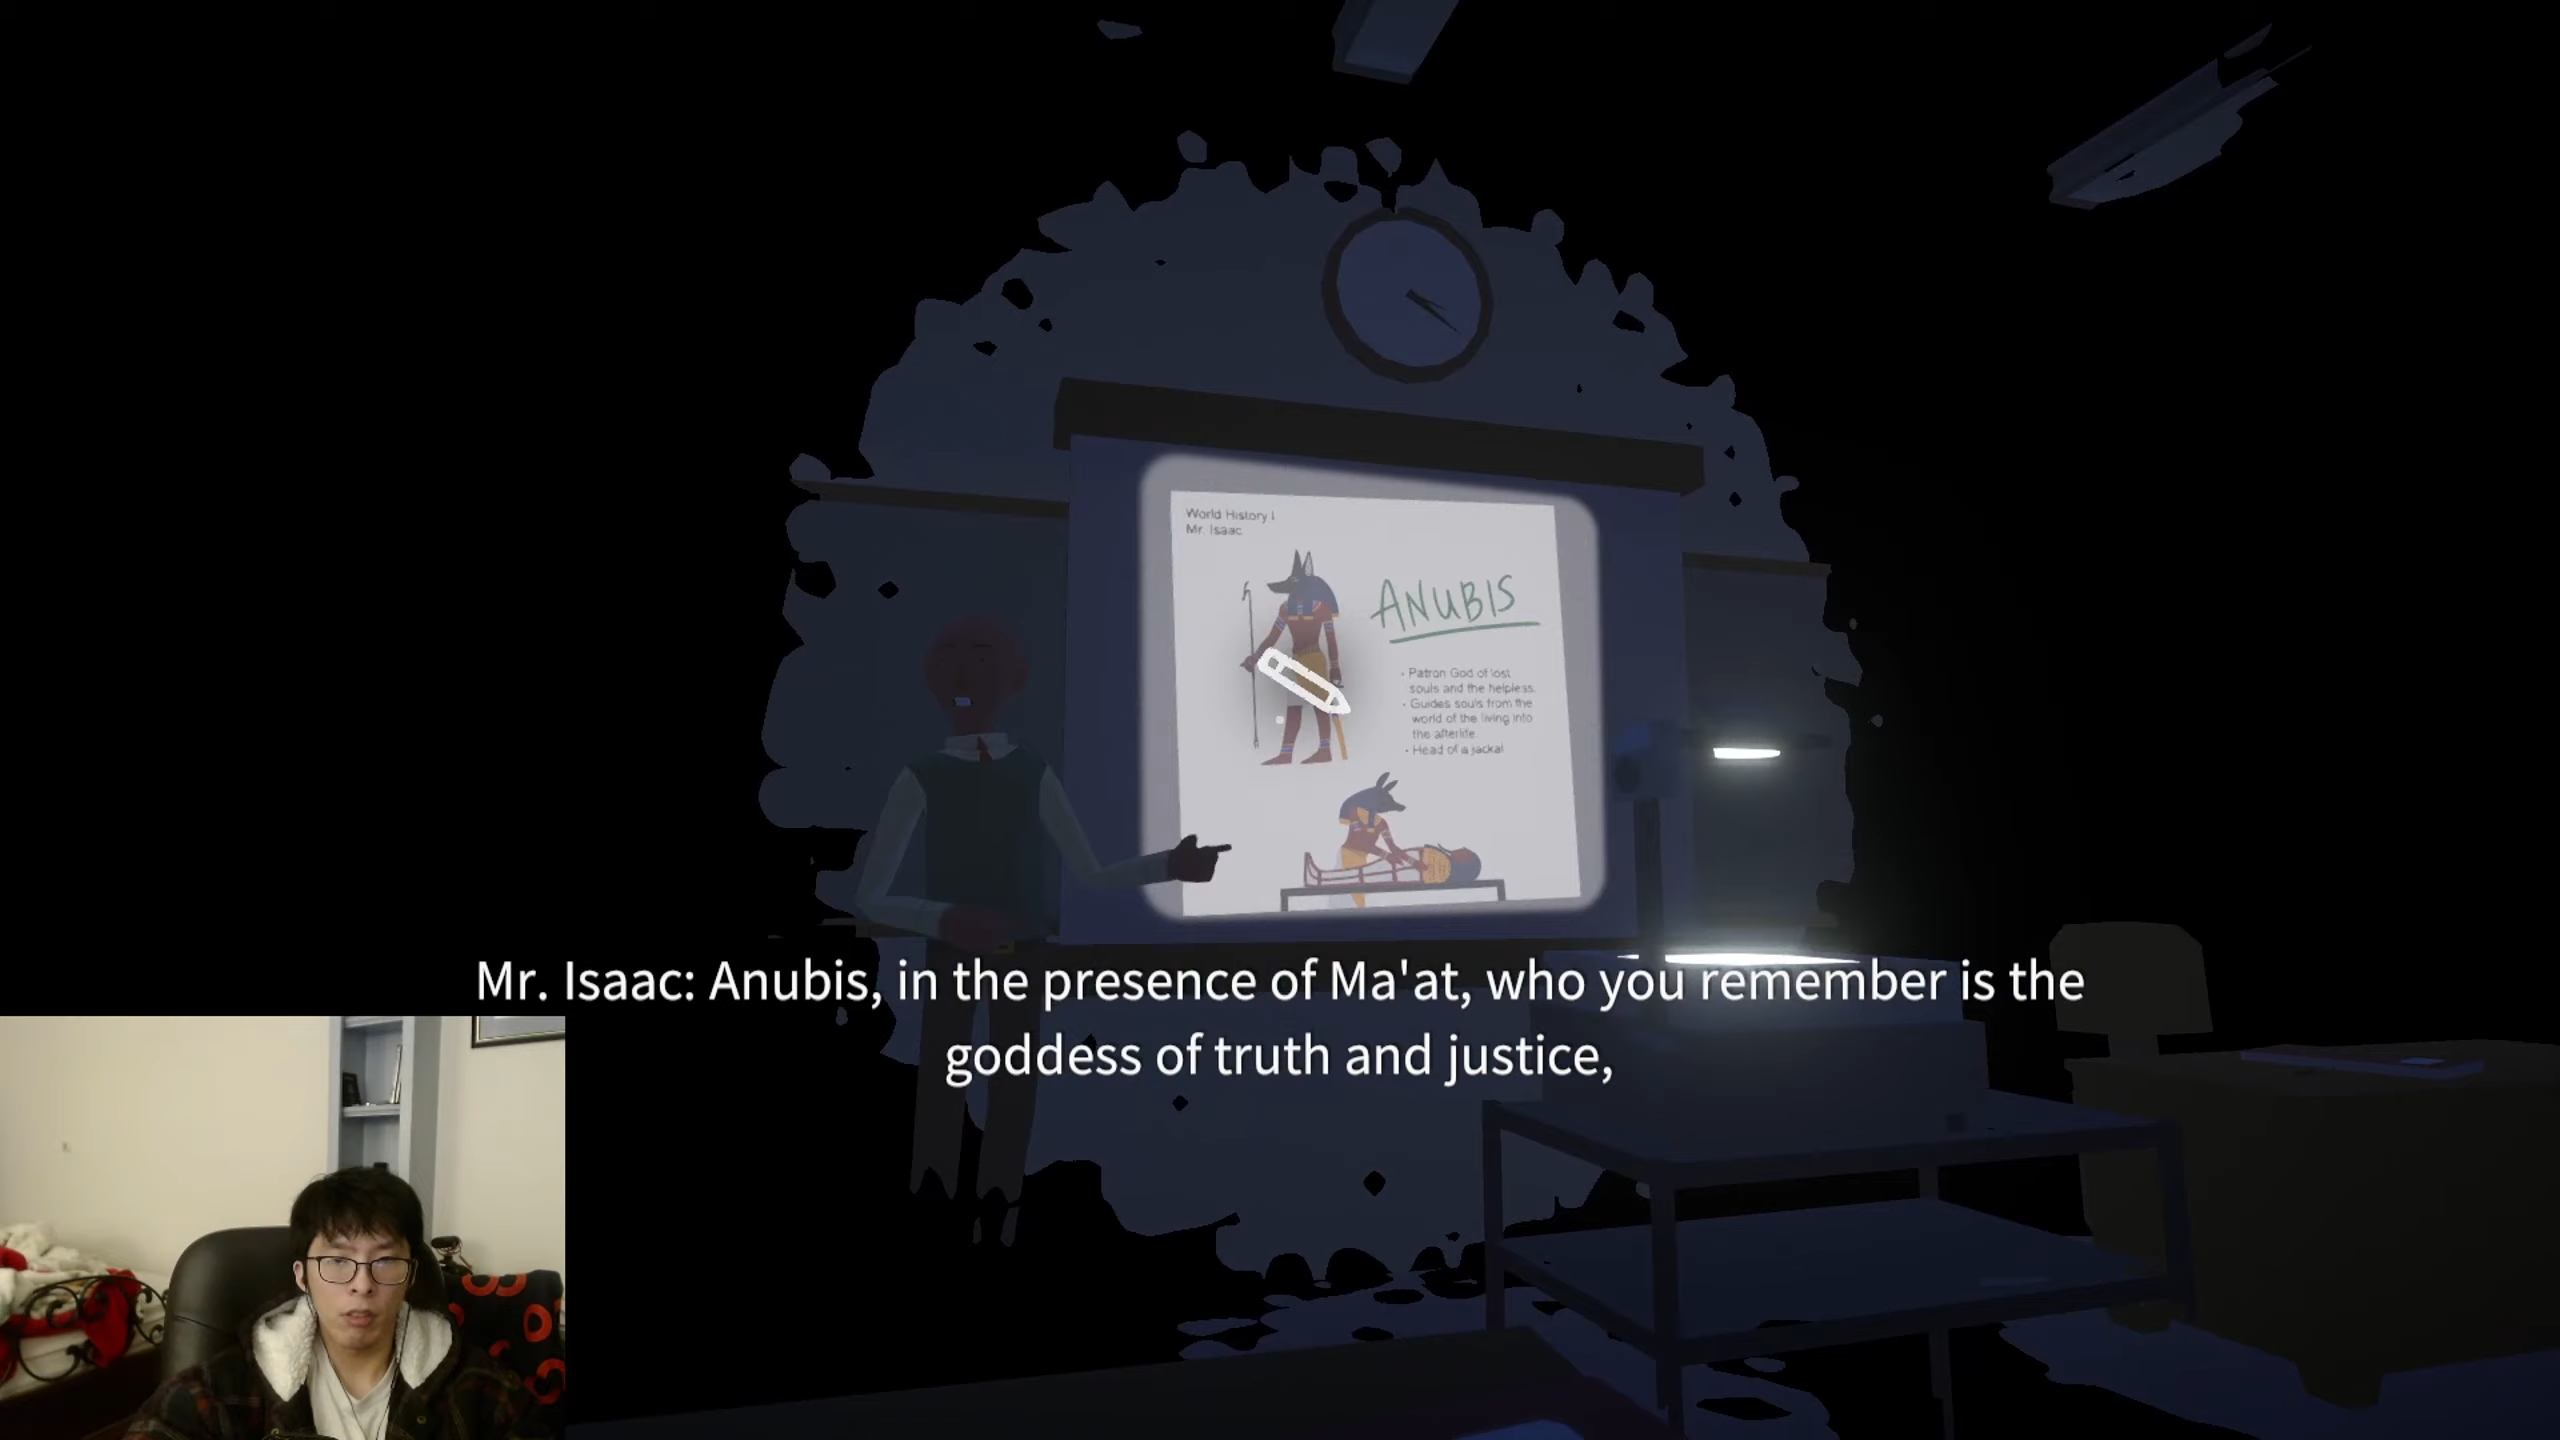 World History I
Mr. Isaac
ANUBIS
• Patron God of lost
souls and the helpless.
• Guides souls from the
world of the living into
the afterlife.
• Head of a jackal
Mr. Isaac: Anubis, in the presence of Ma'at, who you remember is the
goddess of truth and justice,